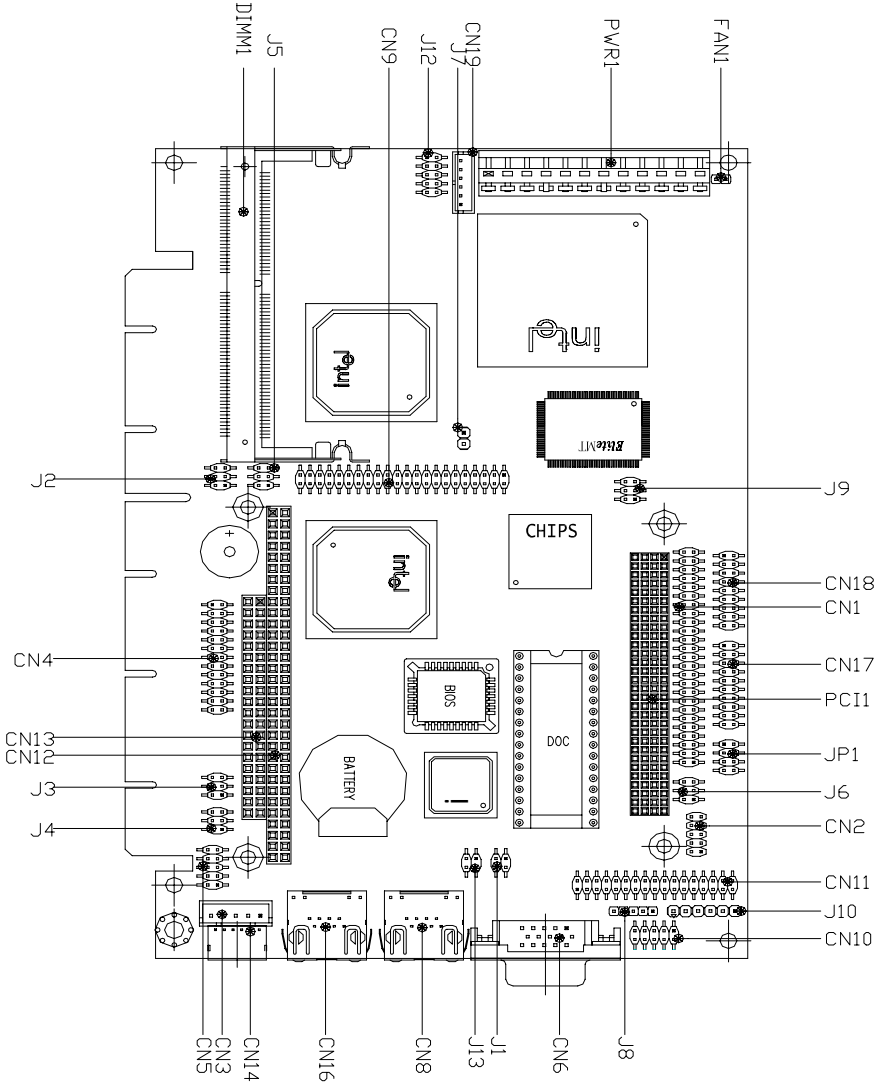 DIMM1
J5
CN9
J12
J7
CN19
PWR1
FAN1
intel
intel
EliteMT
J2
J9
+
CHIPS
intel
CN18
CN1
CN4
CN17
BIOS
PCI1
CN13
DOC
CN12
JP1
BATTERY
J3
J6
J4
CN2
CN11
J10
CN10
CN5
CN3
CN14
CN16
CN8
J13
J1
CN6
J8